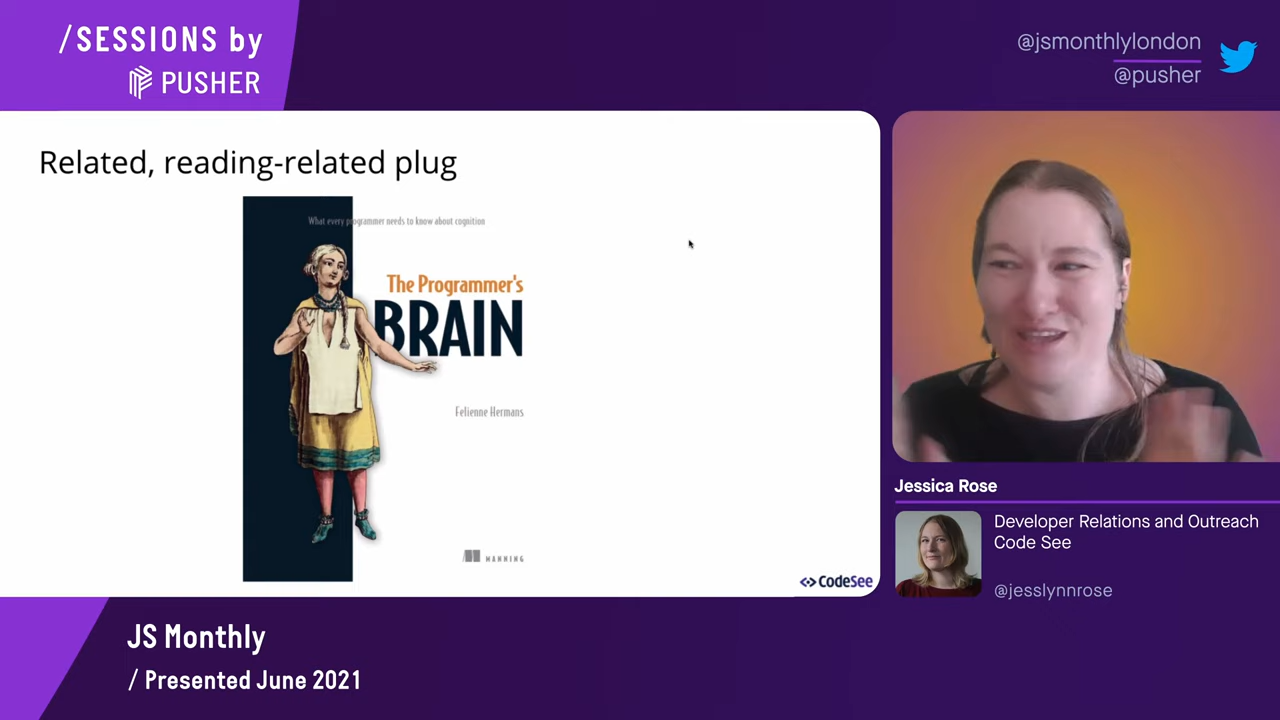 /SESSIONS by
PUSHER
@jsmonthlylondon
@pusher
Related, reading-related plug
What every programmer needs to know about cognition
The Programmer's
BRAIN
Felienne Hermans
MANNING
CodeSee
Jessica Rose
Developer Relations and Outreach
Code See
@jesslynnrose
JS Monthly
/ Presented June 2021